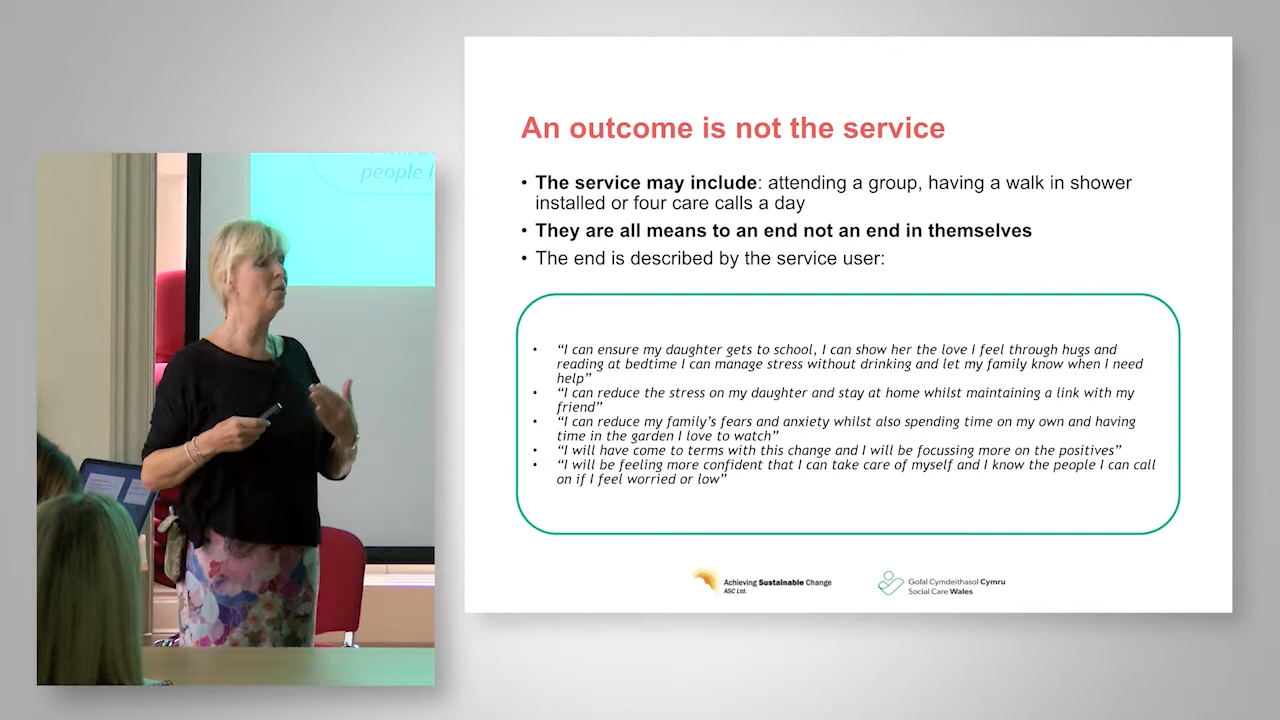 people
An outcome is not the service
• The service may include: attending a group, having a walk in shower
installed or four care calls a day
• They are all means to an end not an end in themselves
• The end is described by the service user:
• “I can ensure my daughter gets to school, I can show her the love I feel through hugs and
reading at bedtime I can manage stress without drinking and let my family know when I need
help”
• “I can reduce the stress on my daughter and stay at home whilst maintaining a link with my
friend”
• “I can reduce my family’s fears and anxiety whilst also spending time on my own and having
time in the garden I love to watch”
• “I will have come to terms with this change and I will be focussing more on the positives”
• “I will be feeling more confident that I can take care of myself and I know the people I can call
on if I feel worried or low”
Achieving Sustainable Change
ASC Ltd.
Gofal Cymdeithasol Cymru
Social Care Wales